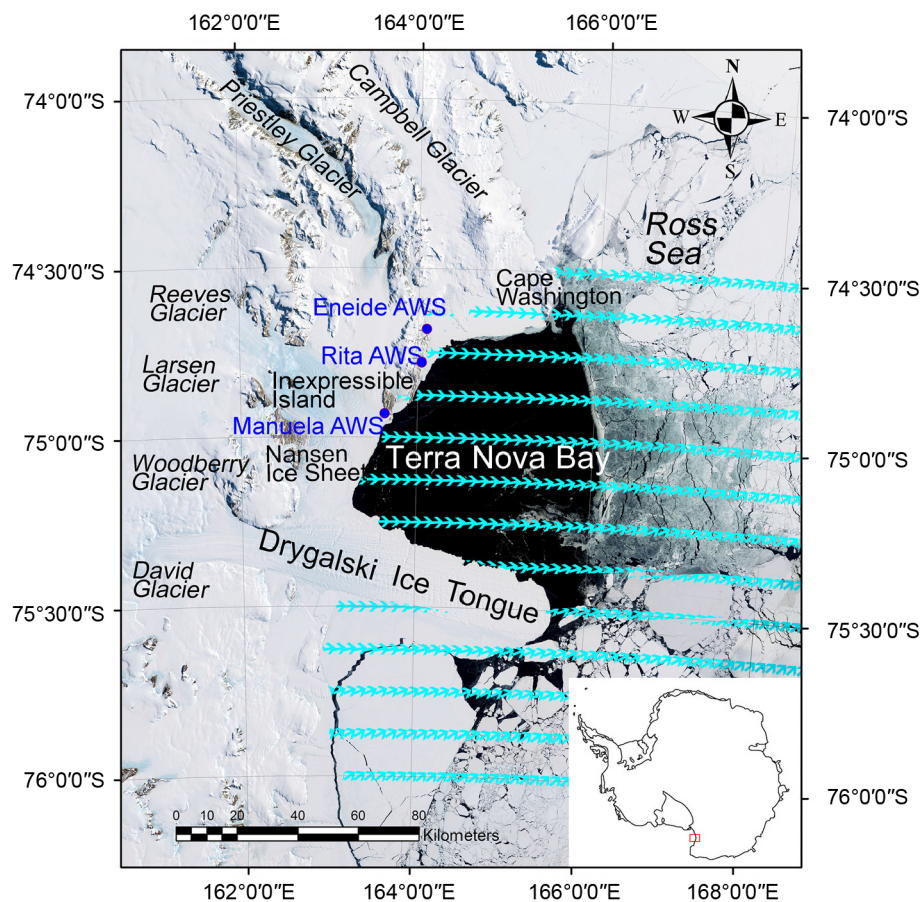 162°0'0"E 164°0'0"E 166°0'0"E
74°0'0"S
74°0'0"S
N
W E
S
Priestley Glacier
Campbell Glacier
Ross
Sea
74°30'0"S
74°30'0"S
Cape
Washington
Reeves
Glacier
Eneide AWS
Rita AWS
Larsen
Glacier
Inexpressible
Island
Manuela AWS
75°0'0"S
75°0'0"S
Woodberry
Glacier
Nansen
Ice Sheet
Terra Nova Bay
Drygalski Ice Tongue
David
Glacier
75°30'0"S
75°30'0"S
76°0'0"S
76°0'0"S
0 5 10 20 40 60 80
Kilometers
162°0'0"E 164°0'0"E 166°0'0"E 168°0'0"E